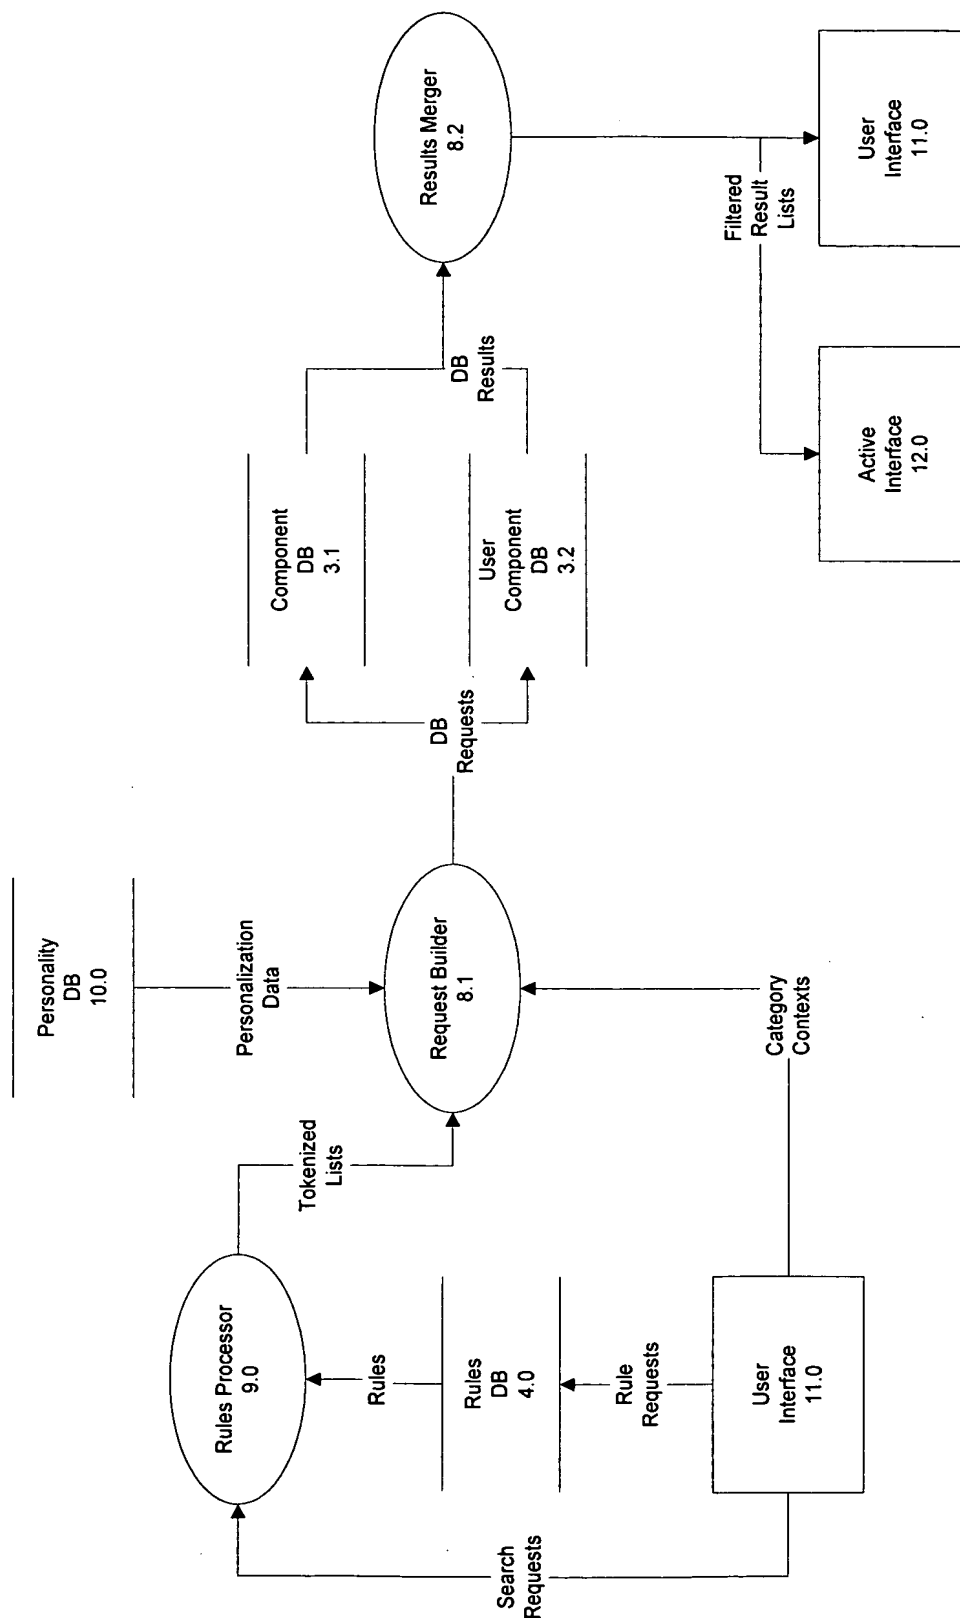 Personality
DB
10.0
Personalization
Data
Rules Processor
9.0
Tokenized
Lists
Request Builder
8.1
Rules
Rules
DB
4.0
Rule
Requests
Search
Requests
User
Interface
11.0
Category
Contexts
DB
Requests
Component
DB
3.1
User
Component
DB
3.2
DB
Results
Results Merger
8.2
Filtered
Result
Lists
Active
Interface
12.0
User
Interface
11.0